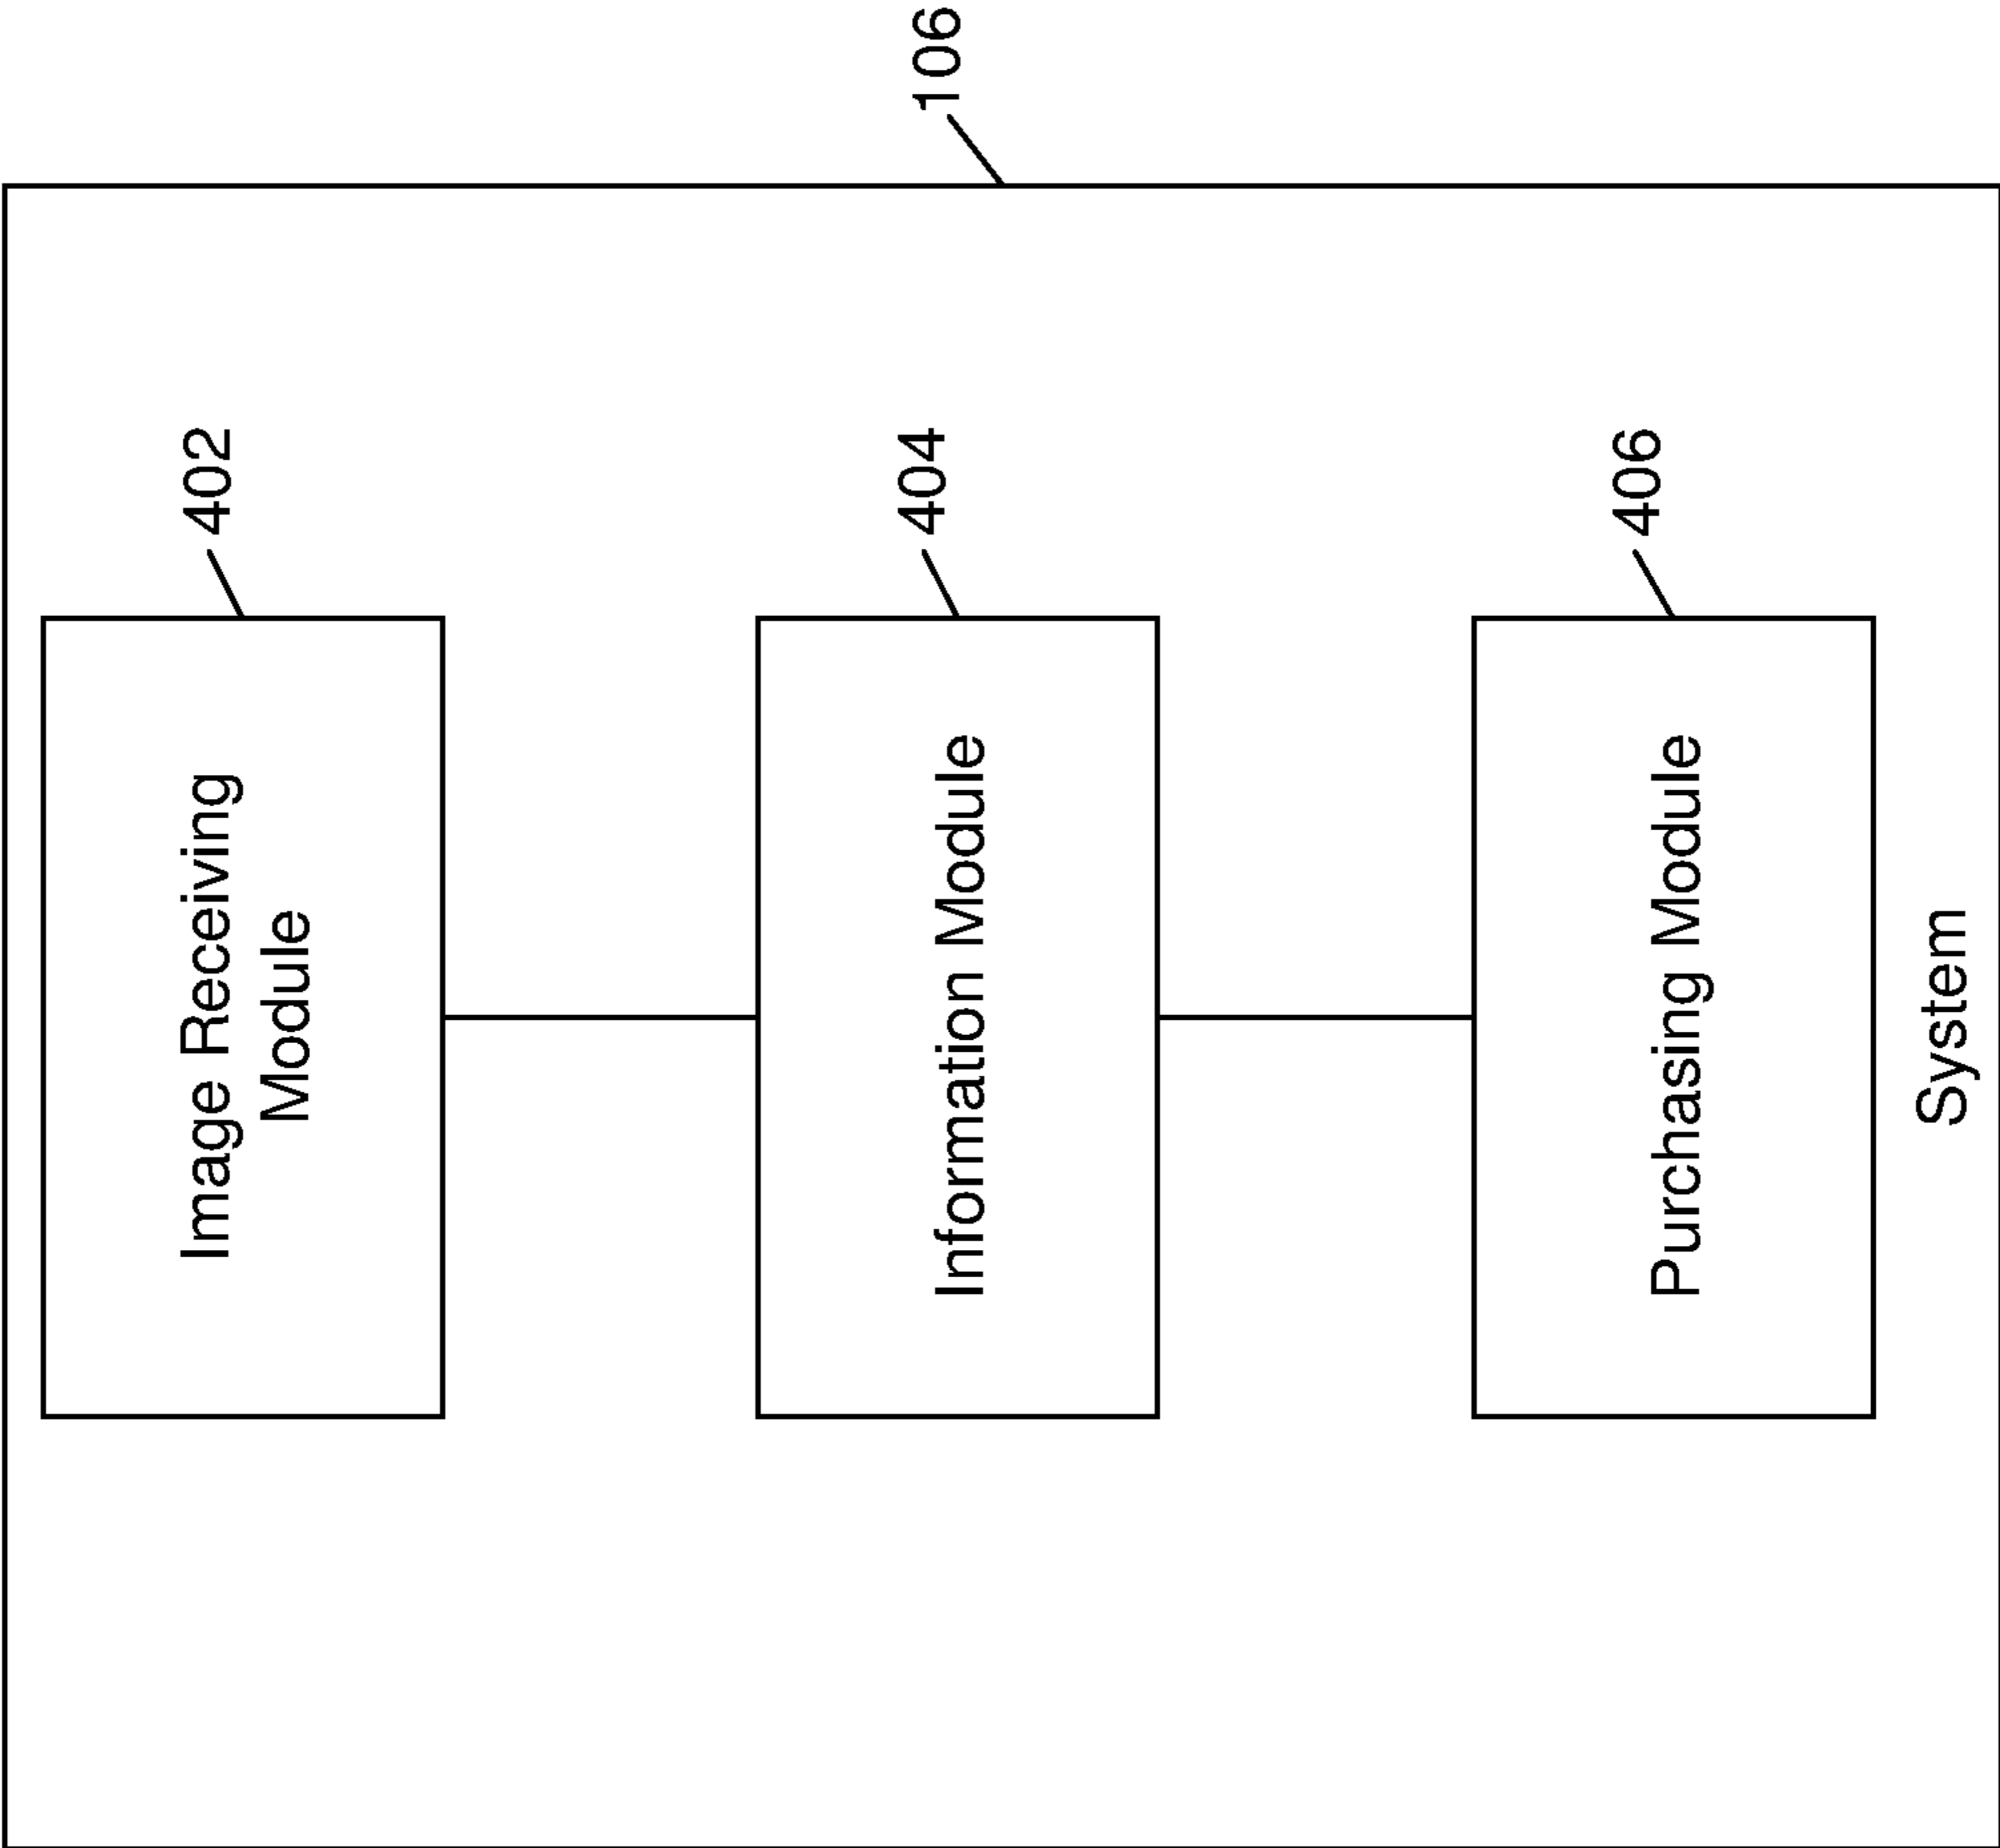 106
402
Image Receiving
Module
404
Information Module
406
Purchasing Module
System